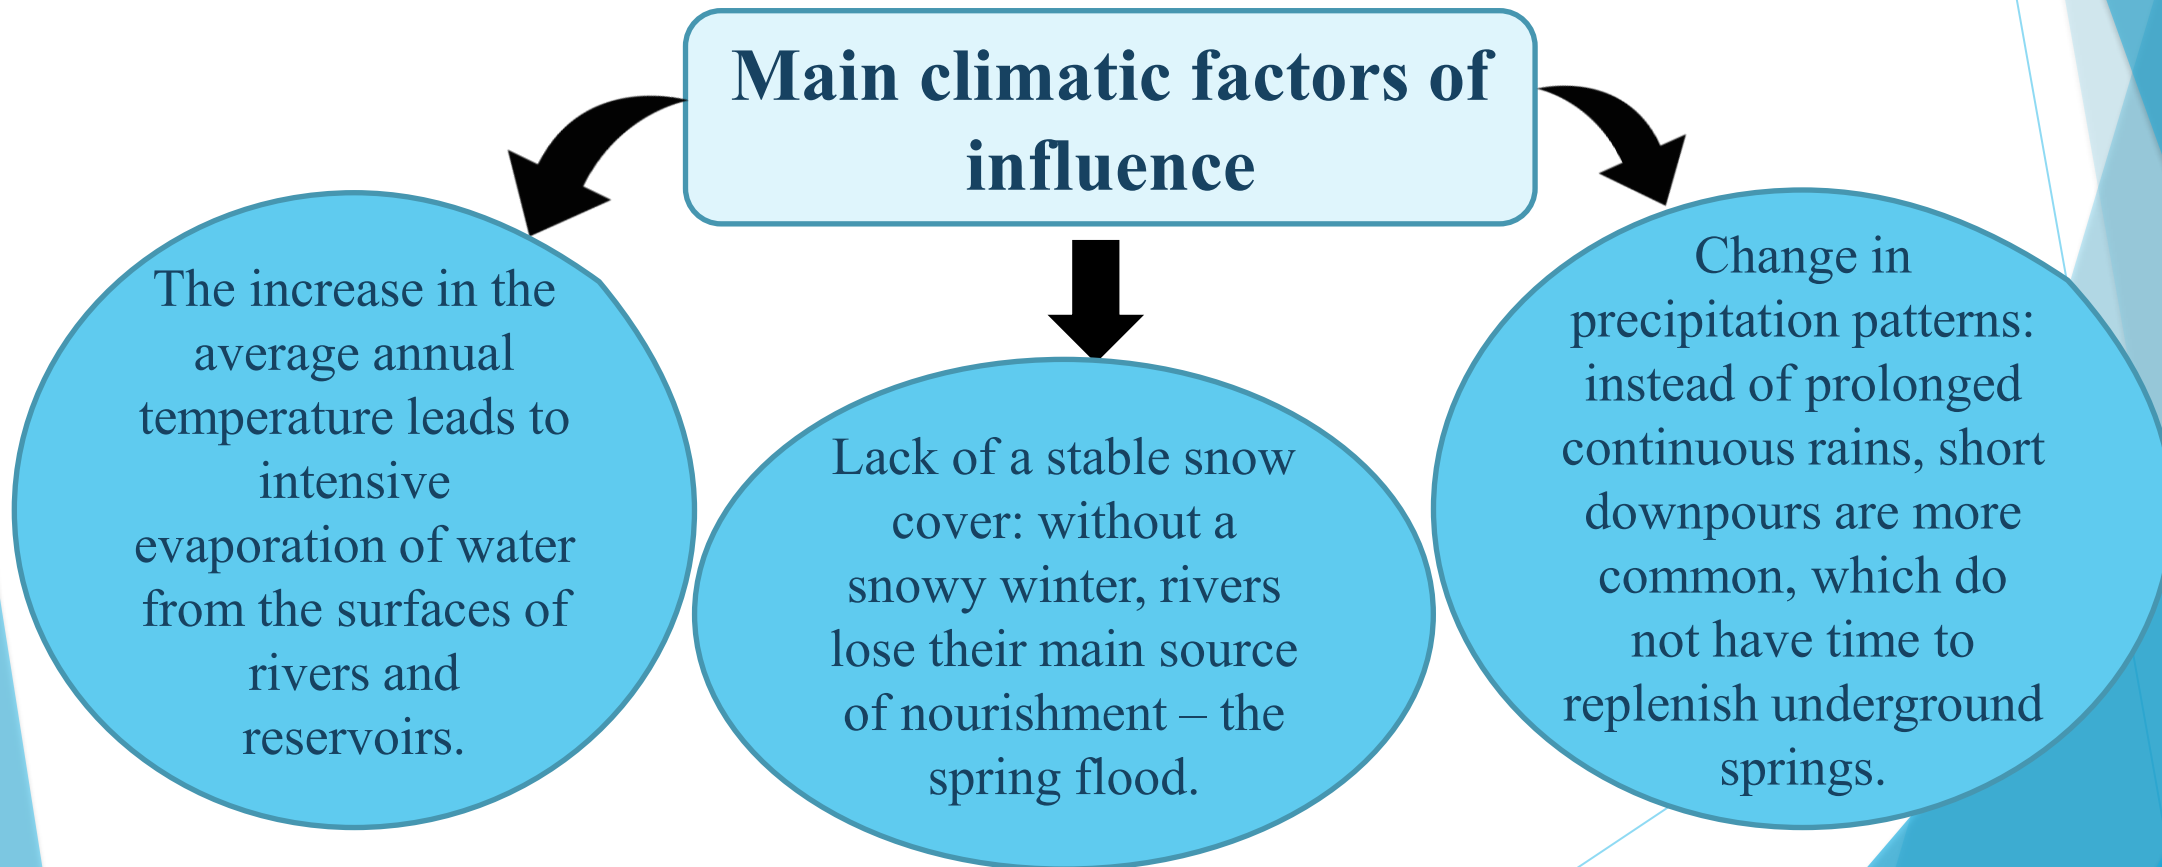 Main climatic factors of
influence
The increase in the
average annual
temperature leads to
intensive
evaporation of water
from the surfaces of
rivers and
reservoirs.
Lack of a stable snow
cover: without a
snowy winter, rivers
lose their main source
of nourishment – the
spring flood.
Change in
precipitation patterns:
instead of prolonged
continuous rains, short
downpours are more
common, which do
not have time to
replenish underground
springs.